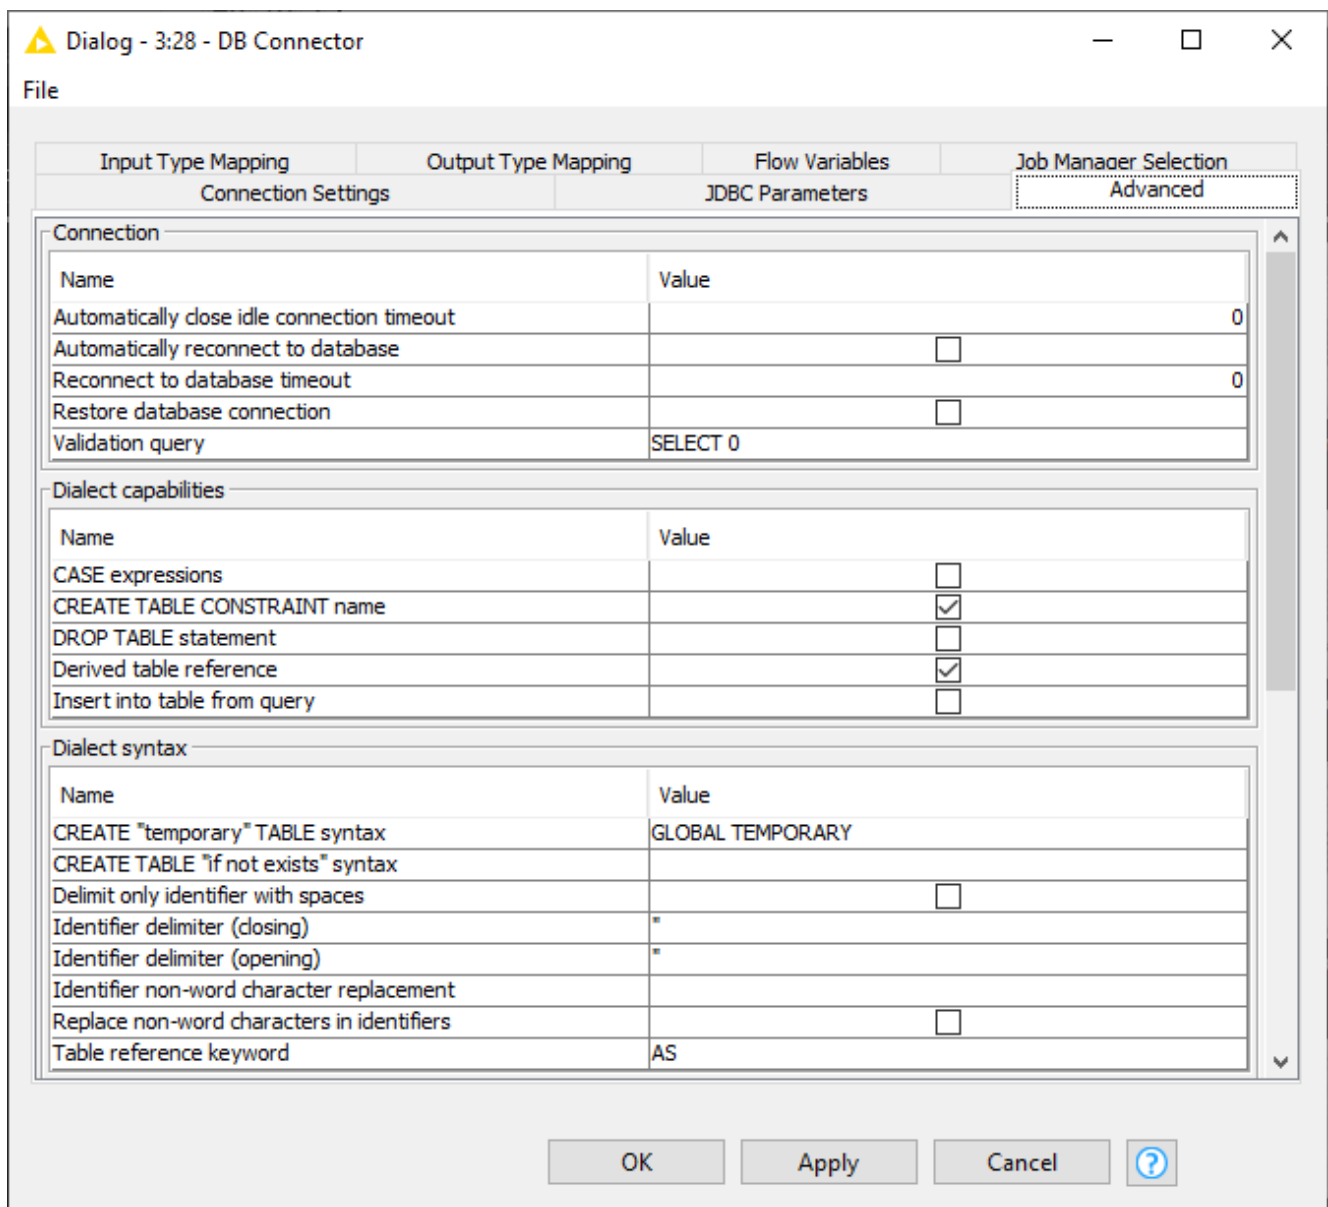 Dialog - 3:28 - DB Connector
File
Input Type Mapping Output Type Mapping Flow Variables Job Manager Selection
Connection Settings JDBC Parameters Advanced
Connection
Name Value
Automatically close idle connection timeout 0
Automatically reconnect to database
Reconnect to database timeout 0
Restore database connection
Validation query SELECT 0
Dialect capabilities
Name Value
CASE expressions
CREATE TABLE CONSTRAINT name
DROP TABLE statement
Derived table reference
Insert into table from query
Dialect syntax
Name Value
CREATE "temporary" TABLE syntax GLOBAL TEMPORARY
CREATE TABLE "if not exists" syntax
Delimit only identifier with spaces
Identifier delimiter (closing) "
Identifier delimiter (opening) "
Identifier non-word character replacement
Replace non-word characters in identifiers
Table reference keyword AS
OK Apply Cancel ?